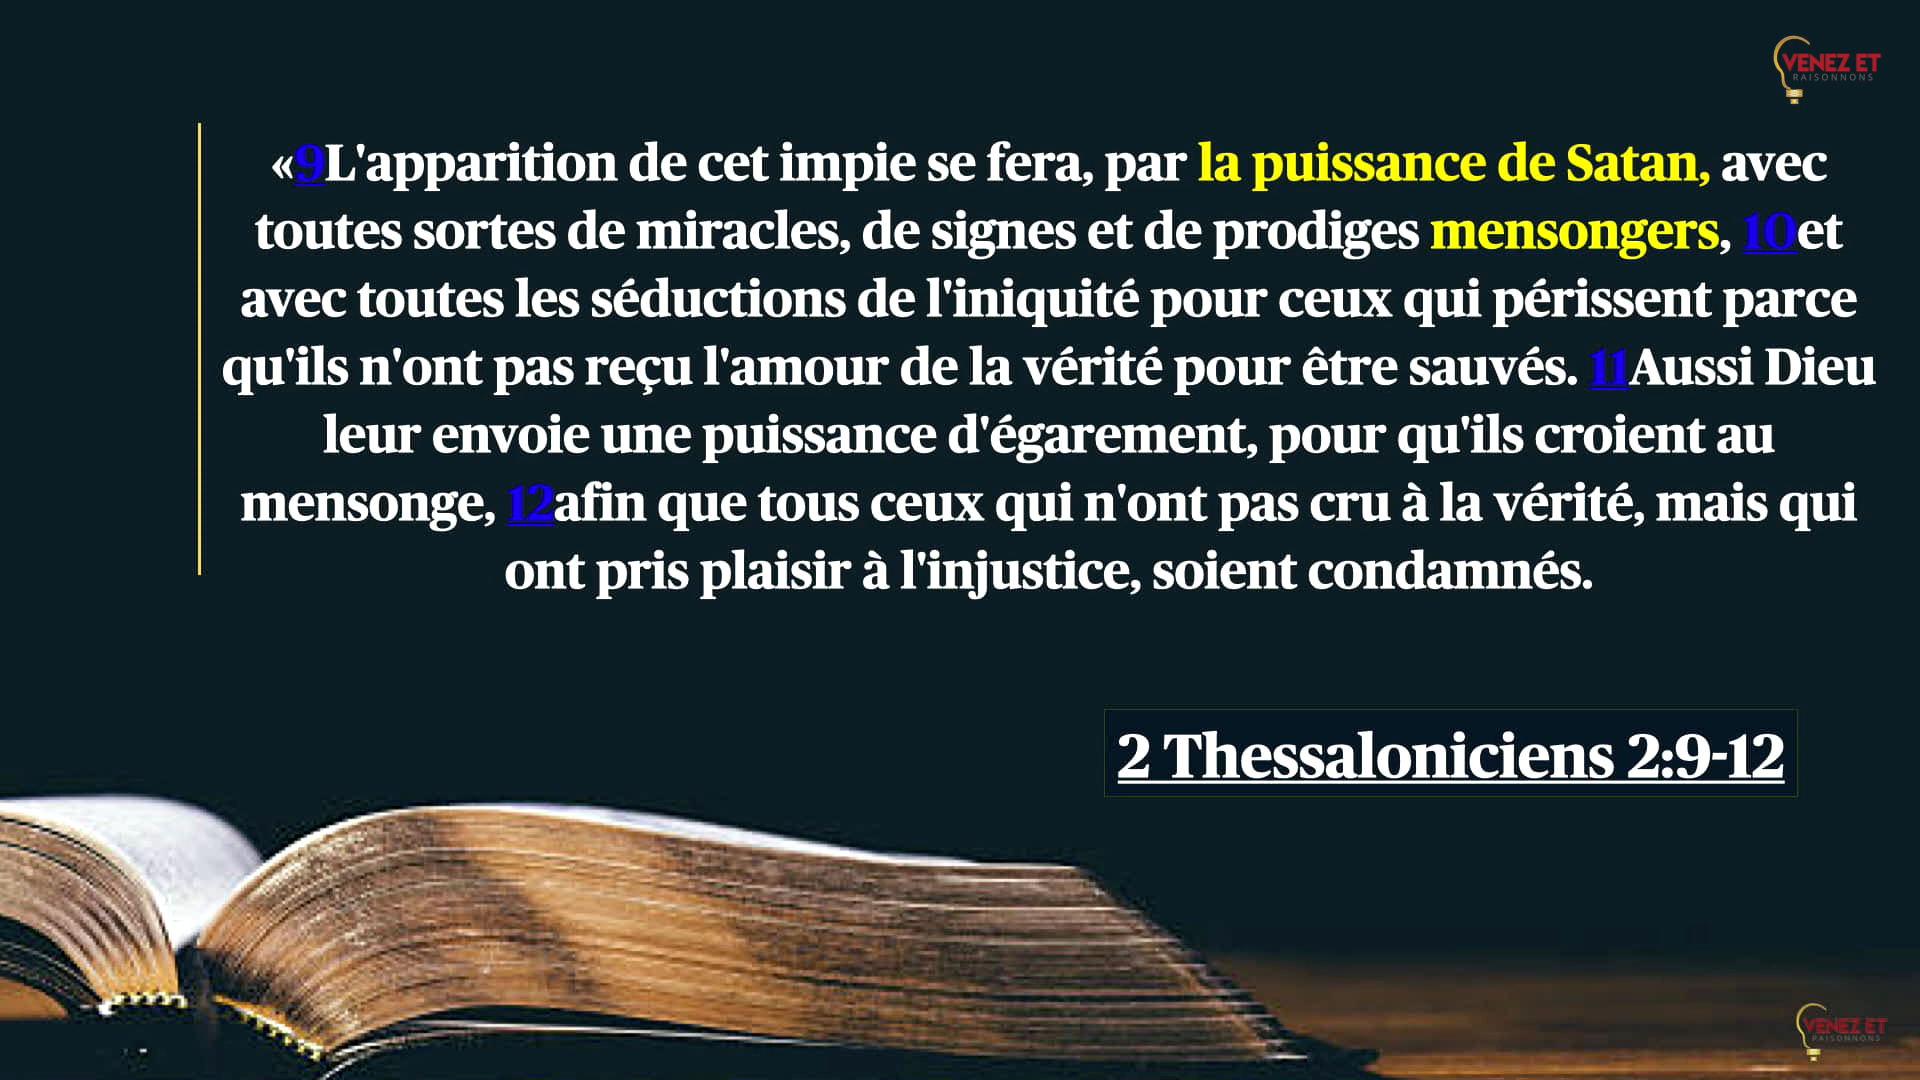 VENEZ ET
RAISONNONS
«9L'apparition de cet impie se fera, par la puissance de Satan, avec
toutes sortes de miracles, de signes et de prodiges mensongers, 10et
avec toutes les séductions de l'iniquité pour ceux qui périssent parce
qu'ils n'ont pas reçu l'amour de la vérité pour être sauvés. 11Aussi Dieu
leur envoie une puissance d'égarement, pour qu'ils croient au
mensonge, 12afin que tous ceux qui n'ont pas cru à la vérité, mais qui
ont pris plaisir à l'injustice, soient condamnés.
2 Thessaloniciens 2:9-12
VENEZ ET
RAISONNONS